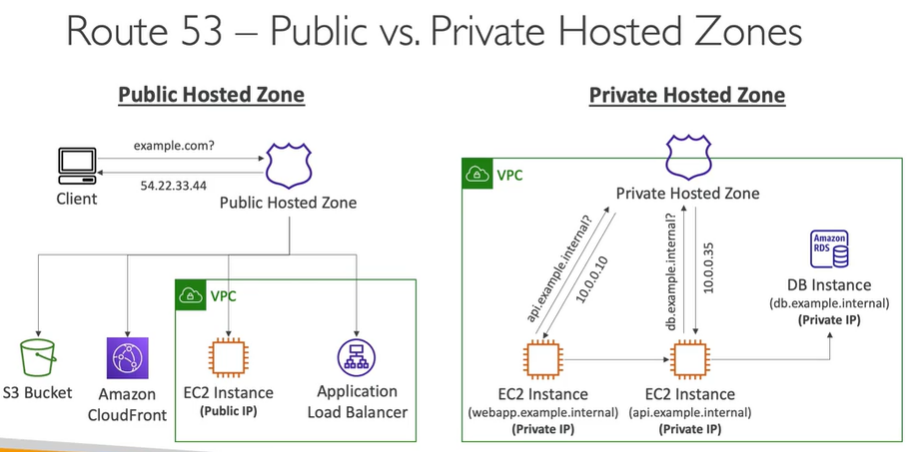 Route 53 – Public vs. Private Hosted Zones
Public Hosted Zone
example.com?
54.22.33.44
Client
Public Hosted Zone
VPC
S3 Bucket
Amazon
CloudFront
EC2 Instance
(Public IP)
Application
Load Balancer
Private Hosted Zone
VPC
Private Hosted Zone
api.example.internal?
10.0.0.10
db.example.internal?
10.0.0.35
Amazon
RDS
DB Instance
(db.example.internal)
(Private IP)
EC2 Instance
(webapp.example.internal)
(Private IP)
EC2 Instance
(api.example.internal)
(Private IP)